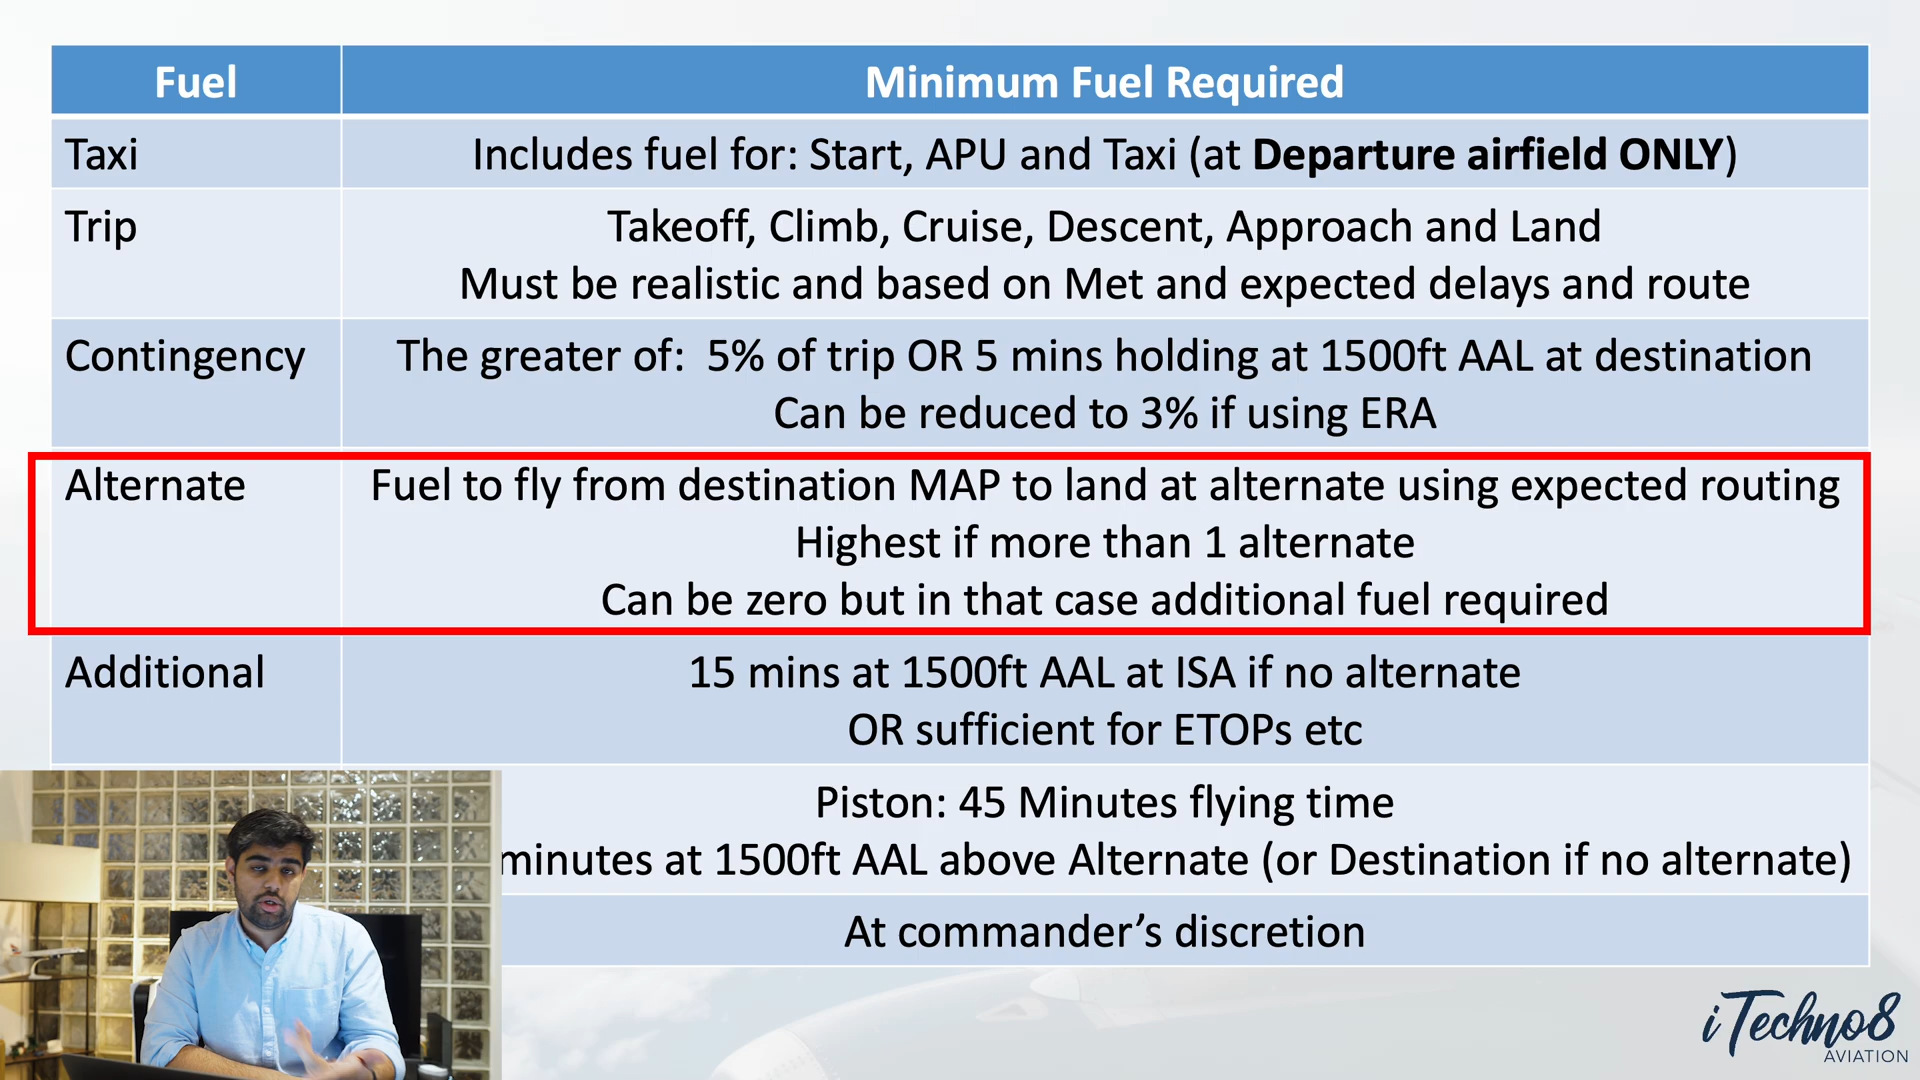 Fuel
Minimum Fuel Required
Taxi
Includes fuel for: Start, APU and Taxi (at Departure airfield ONLY)
Trip
Takeoff, Climb, Cruise, Descent, Approach and Land
Must be realistic and based on Met and expected delays and route
Contingency
The greater of: 5% of trip OR 5 mins holding at 1500ft AAL at destination
Can be reduced to 3% if using ERA
Alternate
Fuel to fly from destination MAP to land at alternate using expected routing
Highest if more than 1 alternate
Can be zero but in that case additional fuel required
Additional
15 mins at 1500ft AAL at ISA if no alternate
OR sufficient for ETOPs etc
Piston: 45 Minutes flying time
minutes at 1500ft AAL above Alternate (or Destination if no alternate)
At commander’s discretion
iTechno8
AVIATION